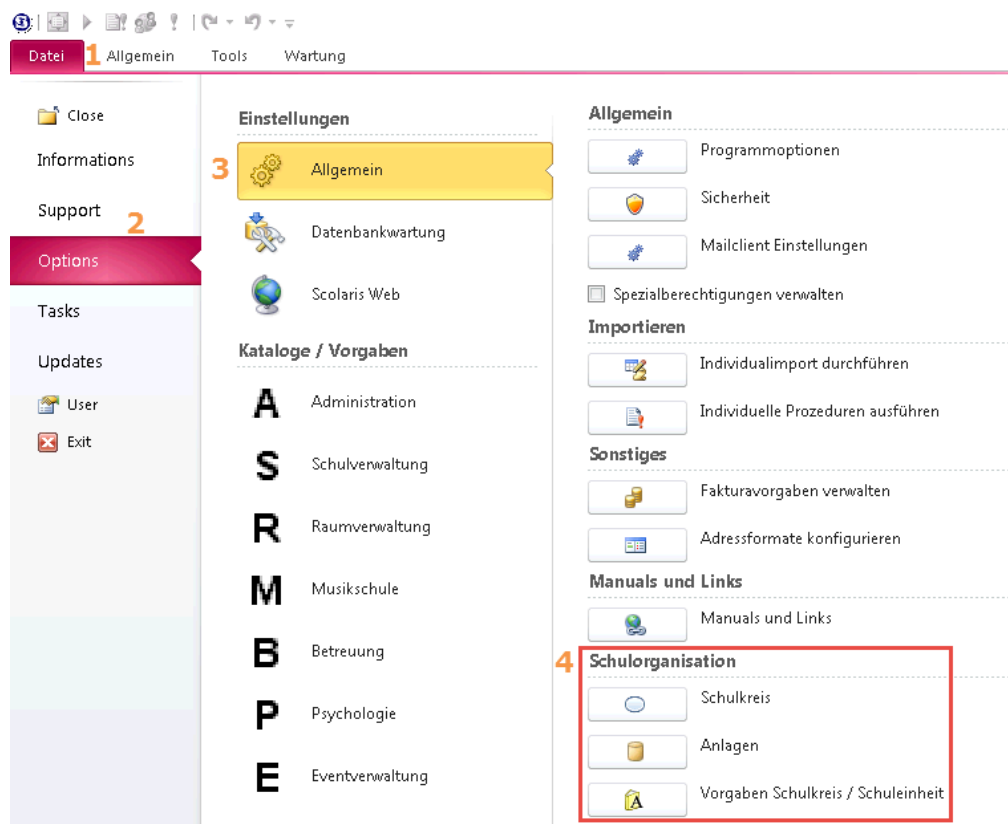 Datei 1 Allgemein Tools Wartung
Close
Informations
Support
2
Options
Tasks
Updates
User
Exit
Einstellungen
3 Allgemein
Datenbankwartung
Scolaris Web
Kataloge / Vorgaben
A Administration
S Schulverwaltung
R Raumverwaltung
M Musikschule
B Betreuung
P Psychologie
E Eventverwaltung
Allgemein
Programmoptionen
Sicherheit
Mailclient Einstellungen
Spezialberechtigungen verwalten
Importieren
Individualimport durchführen
Individuelle Prozeduren ausführen
Sonstiges
Fakturavorgaben verwalten
Adressformate konfigurieren
Manuals und Links
Manuals und Links
4 Schulorganisation
Schulkreis
Anlagen
A Vorgaben Schulkreis / Schuleinheit